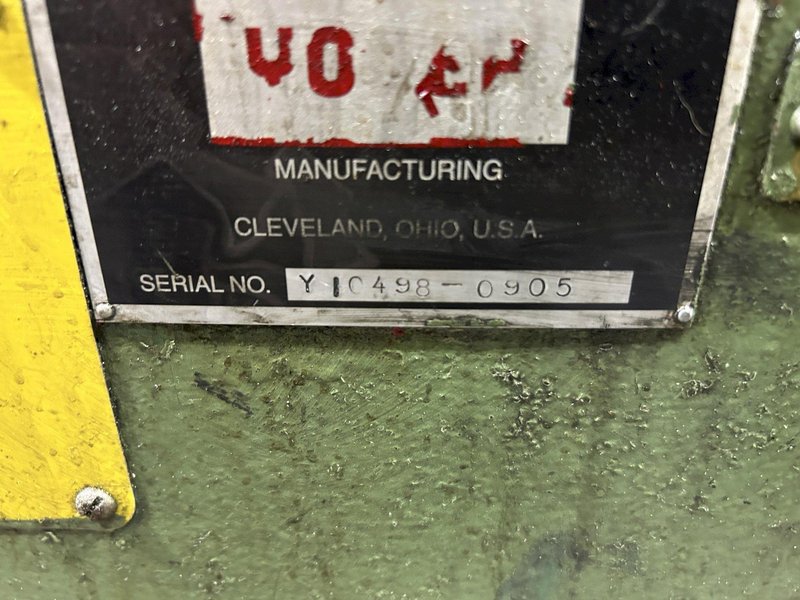 MANUFACTURING
CLEVELAND, OHIO, U.S.A.
SERIAL NO. Y10498-0905